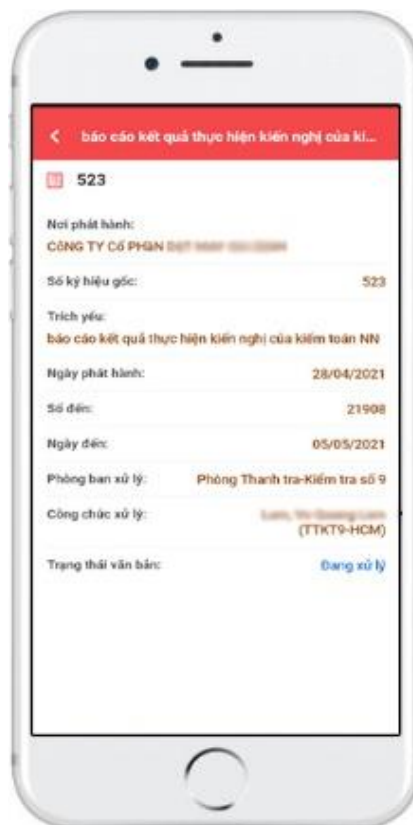 báo cáo kết quả thực hiện kiến nghị của ki...
523
Nơi phát hành:
CôNG TY Cổ PHầN
Số ký hiệu gốc: 523
Trích yếu:
báo cáo kết quả thực hiện kiến nghị của kiểm toán NN
Ngày phát hành: 28/04/2021
Số đến: 21908
Ngày đến: 05/05/2021
Phòng ban xử lý: Phòng Thanh tra-Kiểm tra số 9
Công chức xử lý:
(TTKT9-HCM)
Trạng thái văn bản: Đang xử lý